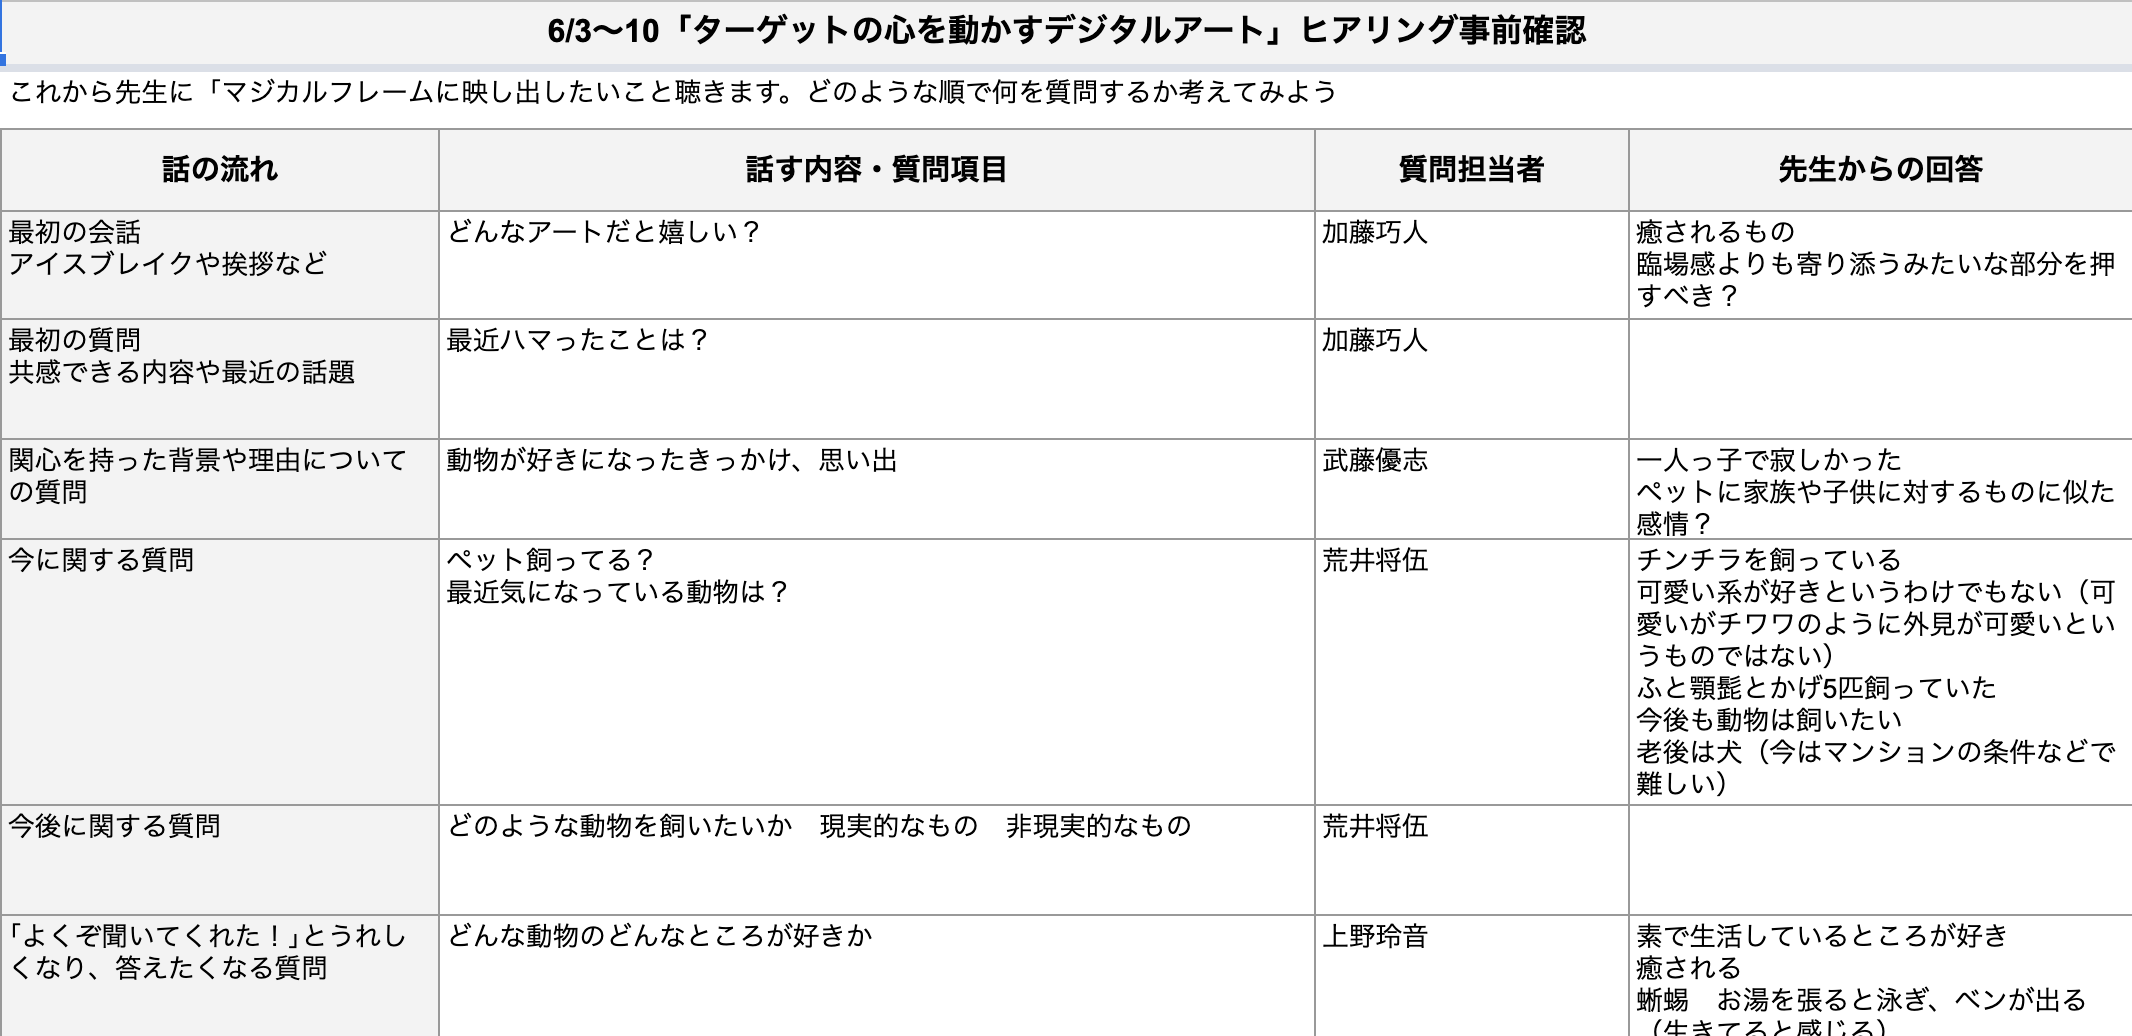 6/3〜10「ターゲットの心を動かすデジタルアート」ヒアリング事前確認
これから先生に「マジカルフレームに映し出したいこと聴きます。どのような順で何を質問するか考えてみよう
話の流れ
話す内容・質問項目
質問担当者
先生からの回答
最初の会話
アイスブレイクや挨拶など
どんなアートだと嬉しい？
加藤巧人
癒されるもの
臨場感よりも寄り添うみたいな部分を押
すべき？
最初の質問
共感できる内容や最近の話題
最近ハマったことは？
加藤巧人
関心を持った背景や理由について
の質問
動物が好きになったきっかけ、思い出
武藤優志
一人っ子で寂しかった
ペットに家族や子供に対するものに似た
感情？
今に関する質問
ペット飼ってる？
最近気になっている動物は？
荒井将伍
チンチラを飼っている
可愛い系が好きというわけでもない（可
愛いがチワワのように外見が可愛いとい
うものではない）
ふと顎髭とかげ5匹飼っていた
今後も動物は飼いたい
老後は犬（今はマンションの条件などで
難しい）
今後に関する質問
どのような動物を飼いたいか　現実的なもの　非現実的なもの
荒井将伍
「よくぞ聞いてくれた！」とうれし
くなり、答えたくなる質問
どんな動物のどんなところが好きか
上野玲音
素で生活しているところが好き
癒される
蜥蜴　お湯を張ると泳ぎ、ベンが出る
（生きてると感じる）